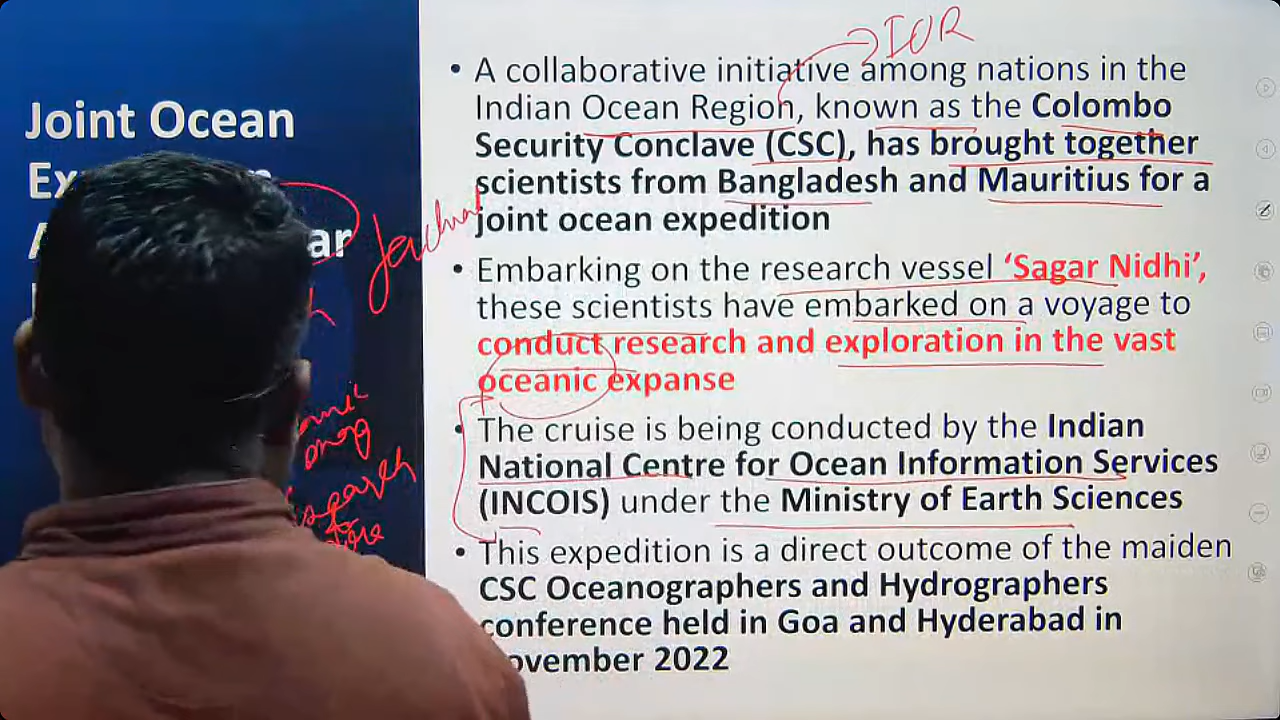 Joint Ocean
Ex
ar
IOR
• A collaborative initiative among nations in the
Indian Ocean Region, known as the Colombo
Security Conclave (CSC), has brought together
scientists from Bangladesh and Mauritius for a
joint ocean expedition
• Embarking on the research vessel ‘Sagar Nidhi’,
these scientists have embarked on a voyage to
conduct research and exploration in the vast
oceanic expanse
• The cruise is being conducted by the Indian
National Centre for Ocean Information Services
(INCOIS) under the Ministry of Earth Sciences
• This expedition is a direct outcome of the maiden
CSC Oceanographers and Hydrographers
conference held in Goa and Hyderabad in
ovember 2022